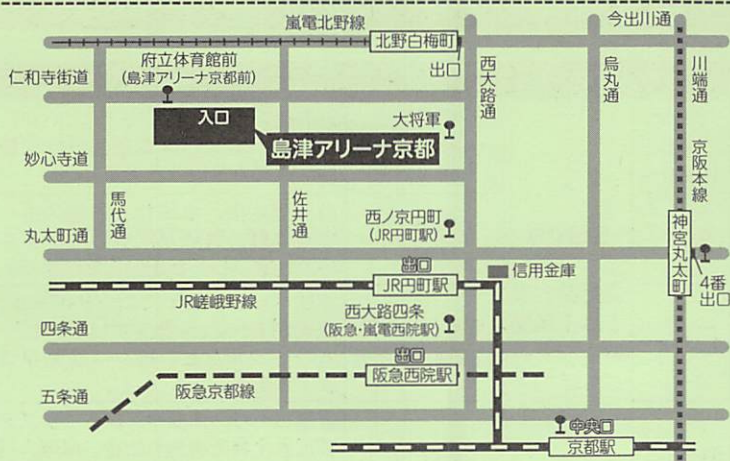 嵐電北野線
今出川通
北野白梅町
出口
府立体育館前
(島津アリーナ京都前)
仁和寺街道
西大路通
烏丸通
川端通
入口
大将軍
島津アリーナ京都
妙心寺道
京阪本線
馬代通
佐井通
西ノ京円町
(JR円町駅)
丸太町通
神宮丸太町
4番
出口
出口
JR円町駅
信用金庫
JR嵯峨野線
西大路四条
(阪急・嵐電西院駅)
四条通
出口
阪急西院駅
阪急京都線
五条通
中央口
京都駅